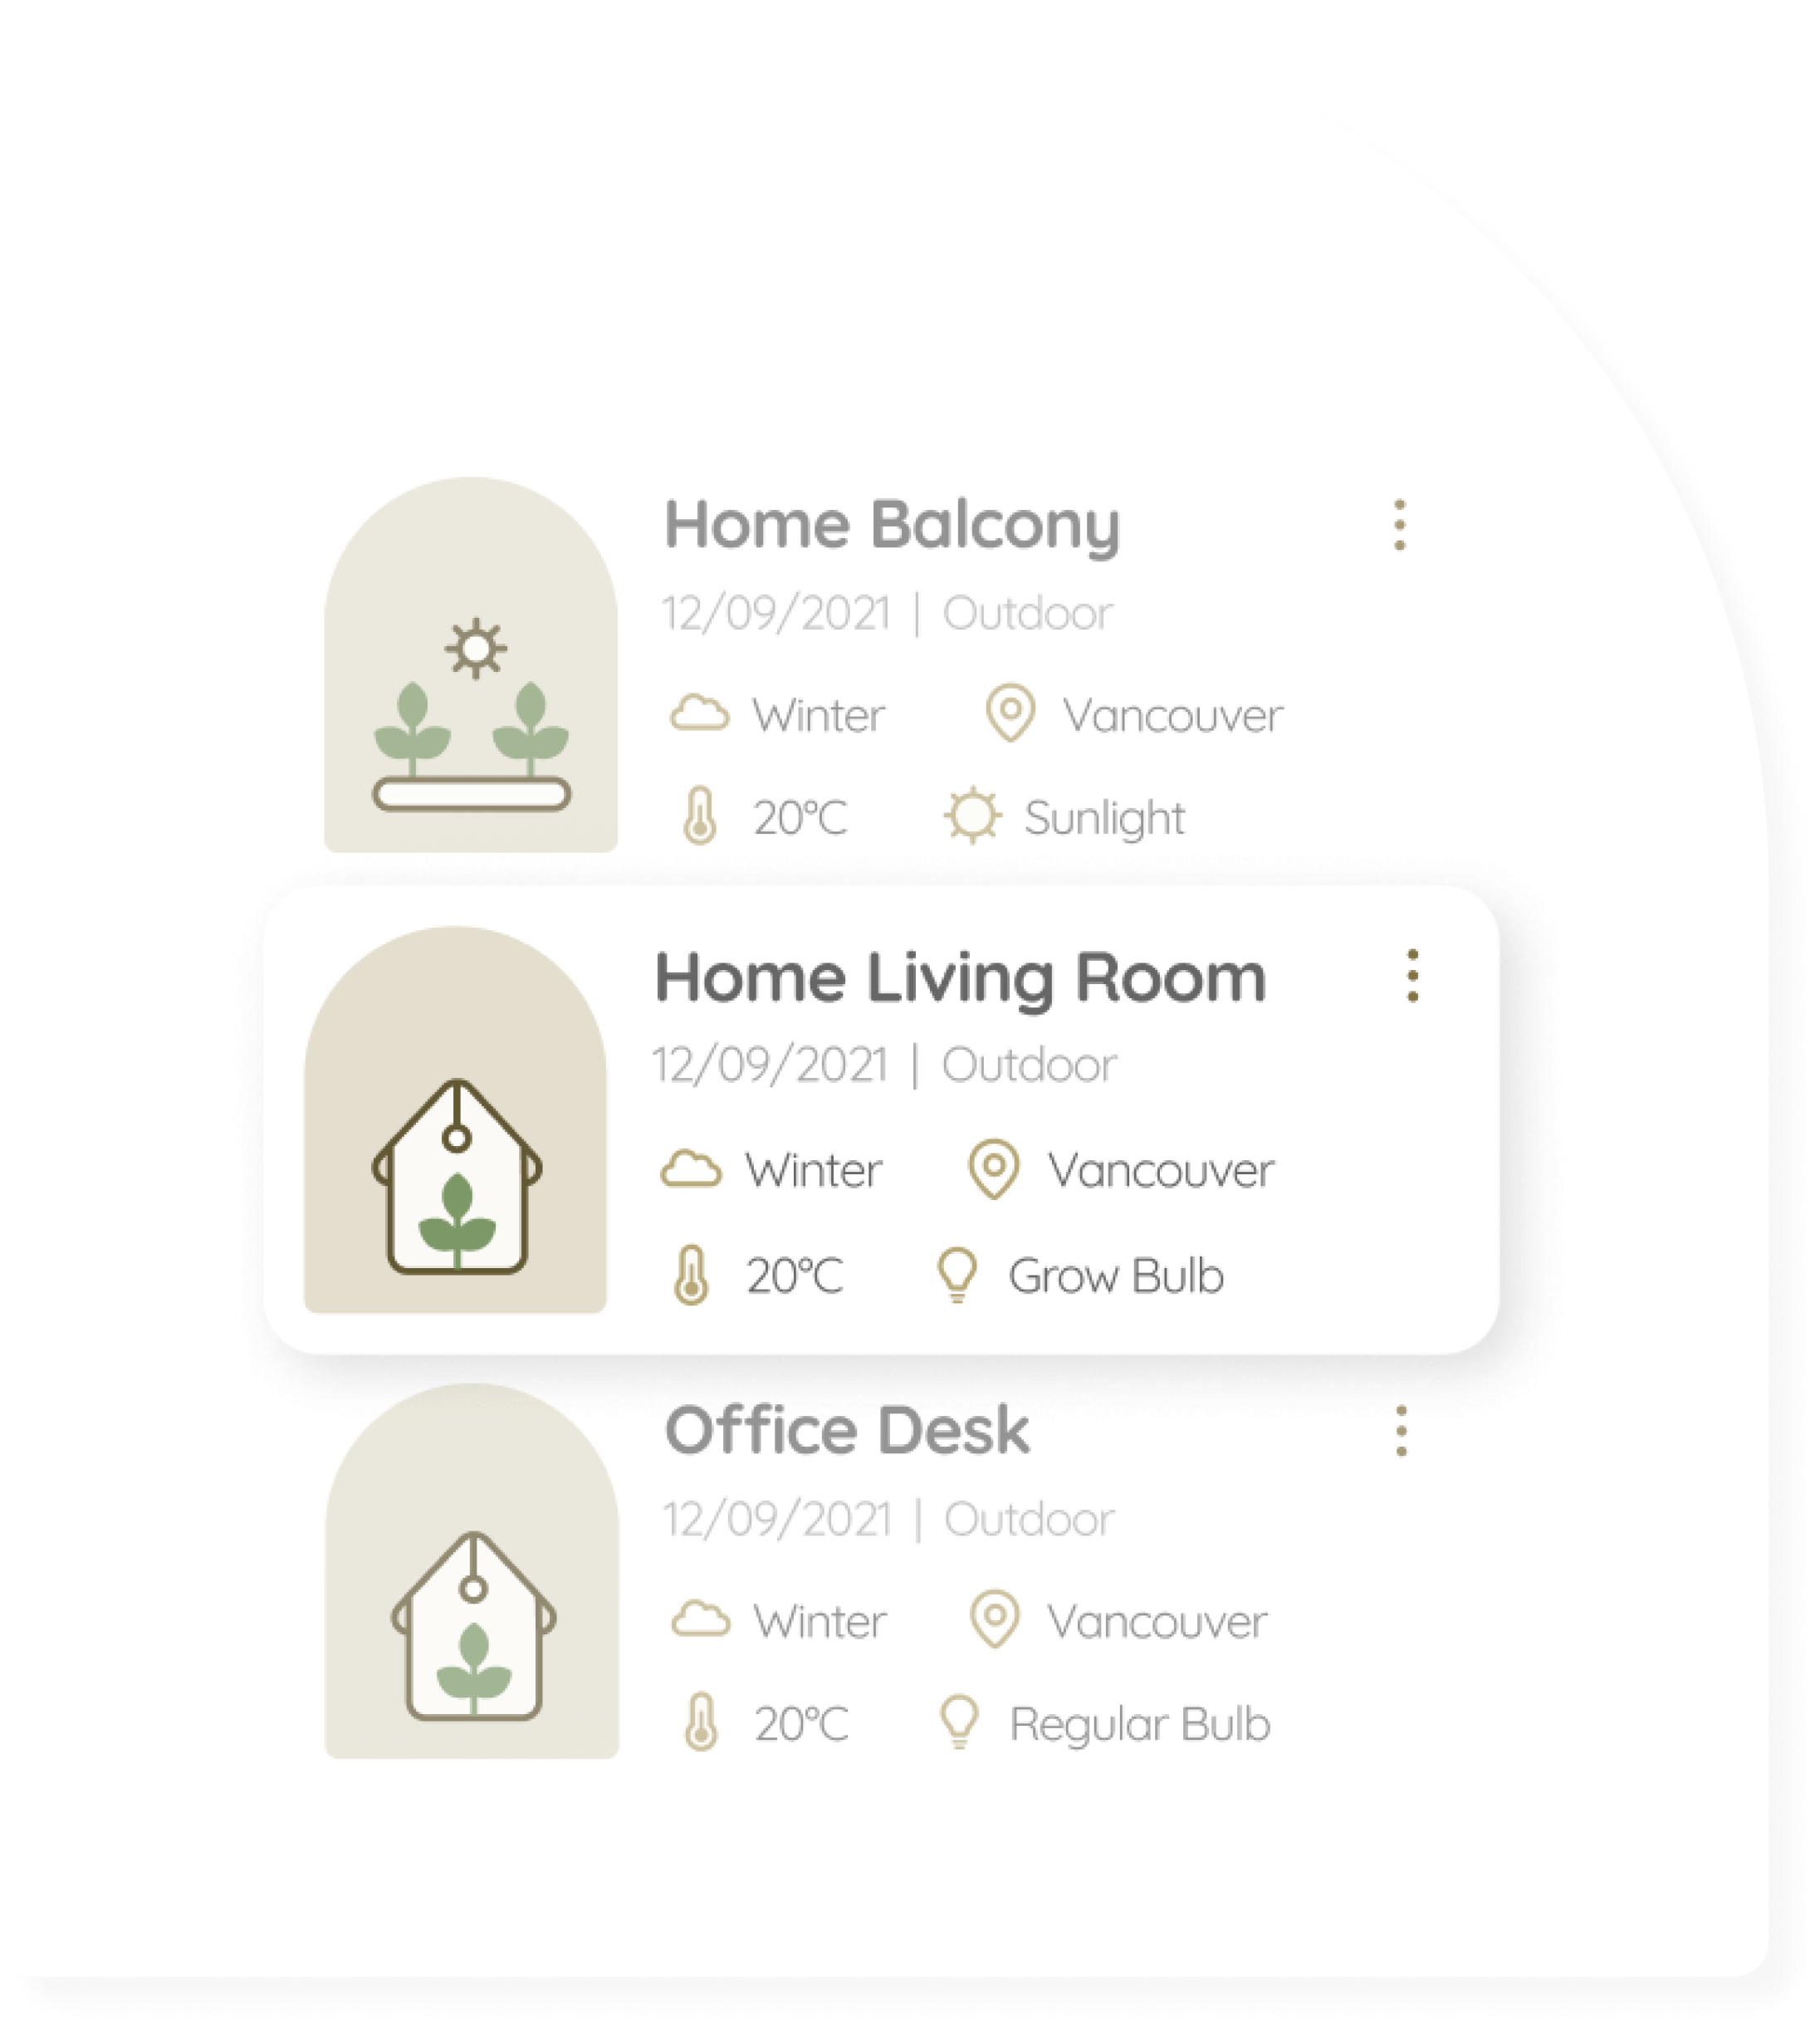 Home Balcony
12/09/2021 | Outdoor
Winter Vancouver
20°C Sunlight
Home Living Room
12/09/2021 | Outdoor
Winter Vancouver
20°C Grow Bulb
Office Desk
12/09/2021 | Outdoor
Winter Vancouver
20°C Regular Bulb